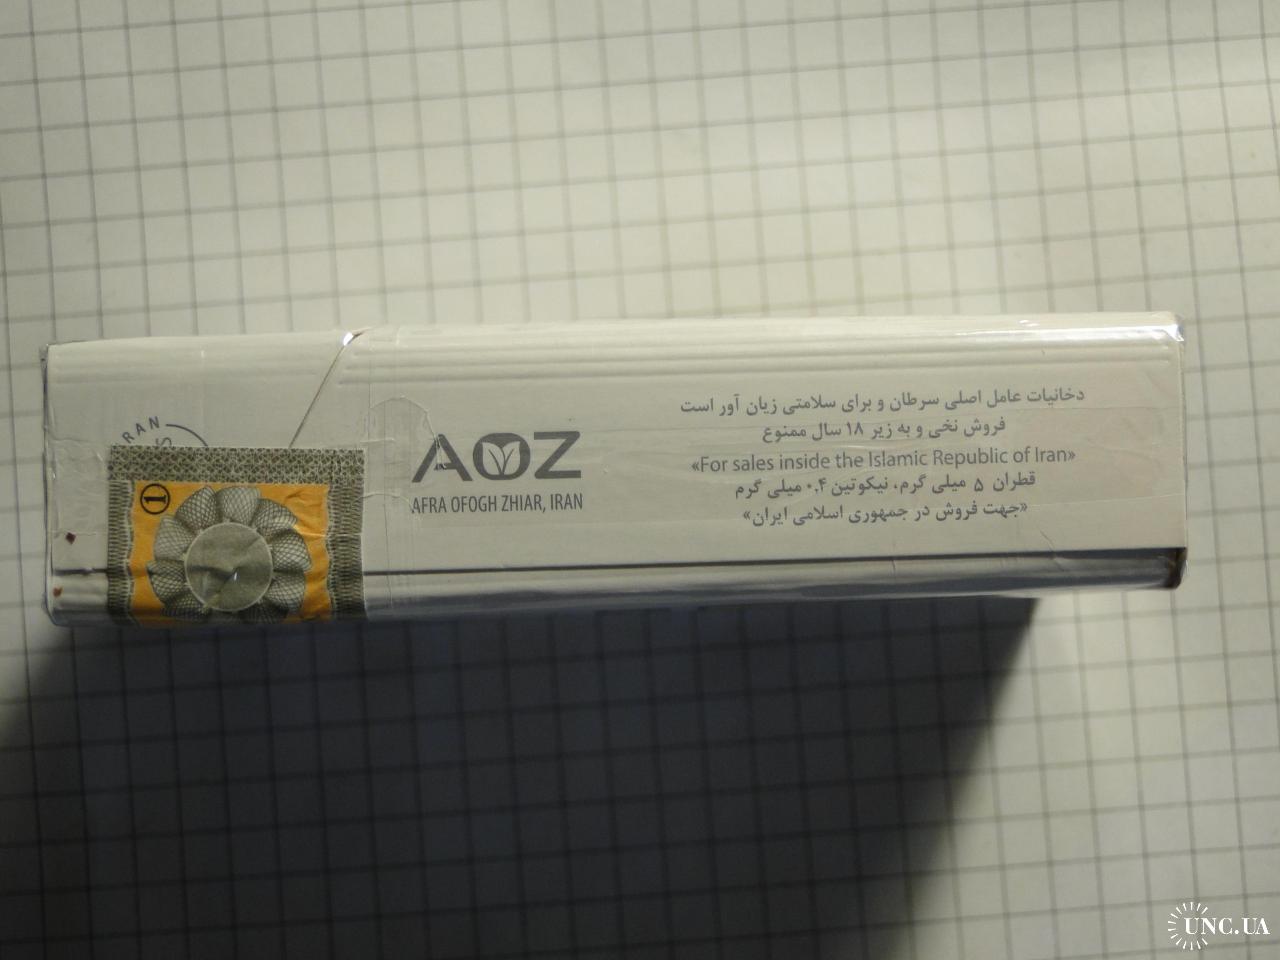 RAN
1
AOZ
AFRA OFOGH ZHIAR, IRAN
دخانیات عامل اصلی سرطان و برای سلامتی زیان آور است
فروش نخی و به زیر ۱۸ سال ممنوع
«For sales inside the Islamic Republic of Iran»
قطران ۵ میلی گرم، نیکوتین ۰.۴ میلی گرم
«جهت فروش در جمهوری اسلامی ایران»
UNC.UA